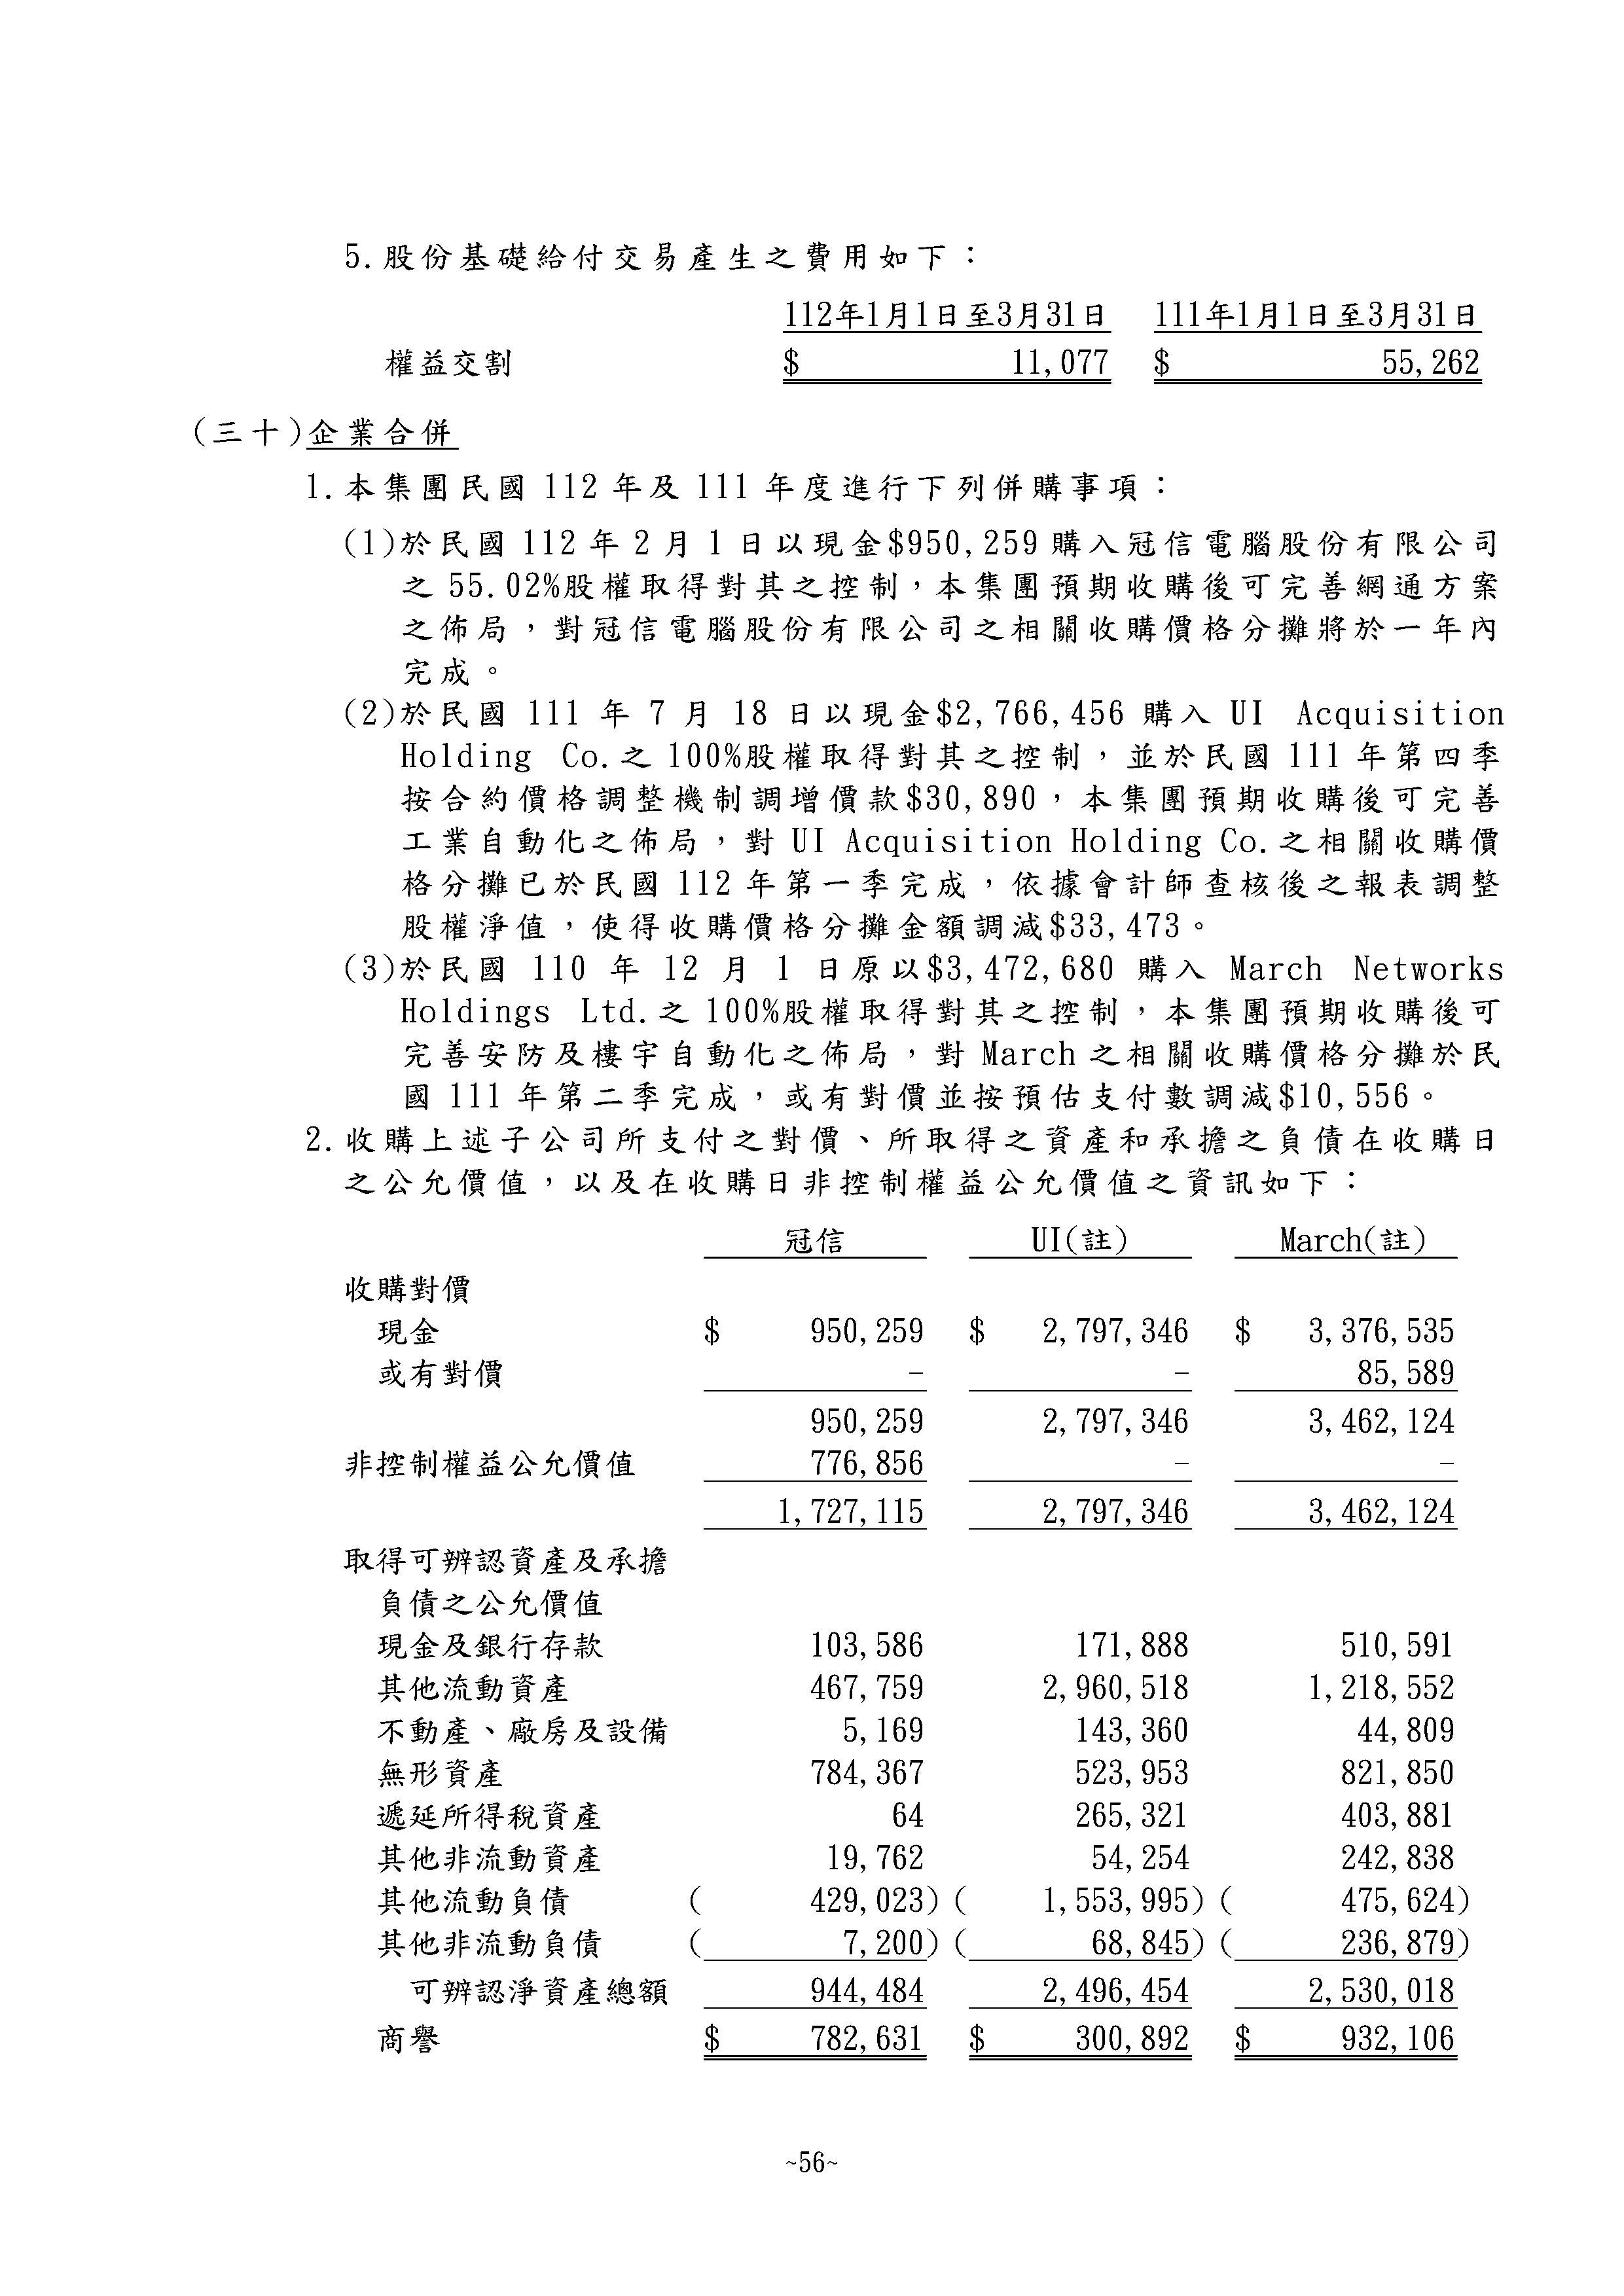 5.股份基礎給付交易產生之費用如下：
112年1月1日至3月31日 111年1月1日至3月31日
權益交割 $ 11,077 $ 55,262
(三十)企業合併
1.本集團民國 112 年及 111 年度進行下列併購事項：
(1)於民國 112 年 2 月 1 日以現金$950,259 購入冠信電腦股份有限公司
之 55.02%股權取得對其之控制，本集團預期收購後可完善網通方案
之佈局，對冠信電腦股份有限公司之相關收購價格分攤將於一年內
完成。
(2)於民國 111 年 7 月 18 日以現金$2,766,456 購入 UI Acquisition
Holding Co.之 100%股權取得對其之控制，並於民國 111 年第四季
按合約價格調整機制調增價款$30,890，本集團預期收購後可完善
工業自動化之佈局，對 UI Acquisition Holding Co.之相關收購價
格分攤已於民國 112 年第一季完成，依據會計師查核後之報表調整
股權淨值，使得收購價格分攤金額調減$33,473。
(3)於民國 110 年 12 月 1 日原以$3,472,680 購入 March Networks
Holdings Ltd.之 100%股權取得對其之控制，本集團預期收購後可
完善安防及樓宇自動化之佈局，對 March 之相關收購價格分攤於民
國 111 年第二季完成，或有對價並按預估支付數調減$10,556。
2.收購上述子公司所支付之對價、所取得之資產和承擔之負債在收購日
之公允價值，以及在收購日非控制權益公允價值之資訊如下：
冠信 UI(註) March(註)
收購對價
現金 $ 950,259 $ 2,797,346 $ 3,376,535
或有對價 - - 85,589
950,259 2,797,346 3,462,124
非控制權益公允價值 776,856 - -
1,727,115 2,797,346 3,462,124
取得可辨認資產及承擔
負債之公允價值
現金及銀行存款 103,586 171,888 510,591
其他流動資產 467,759 2,960,518 1,218,552
不動產、廠房及設備 5,169 143,360 44,809
無形資產 784,367 523,953 821,850
遞延所得稅資產 64 265,321 403,881
其他非流動資產 19,762 54,254 242,838
其他流動負債 ( 429,023) ( 1,553,995) ( 475,624)
其他非流動負債 ( 7,200) ( 68,845) ( 236,879)
可辨認淨資產總額 944,484 2,496,454 2,530,018
商譽 $ 782,631 $ 300,892 $ 932,106
~56~